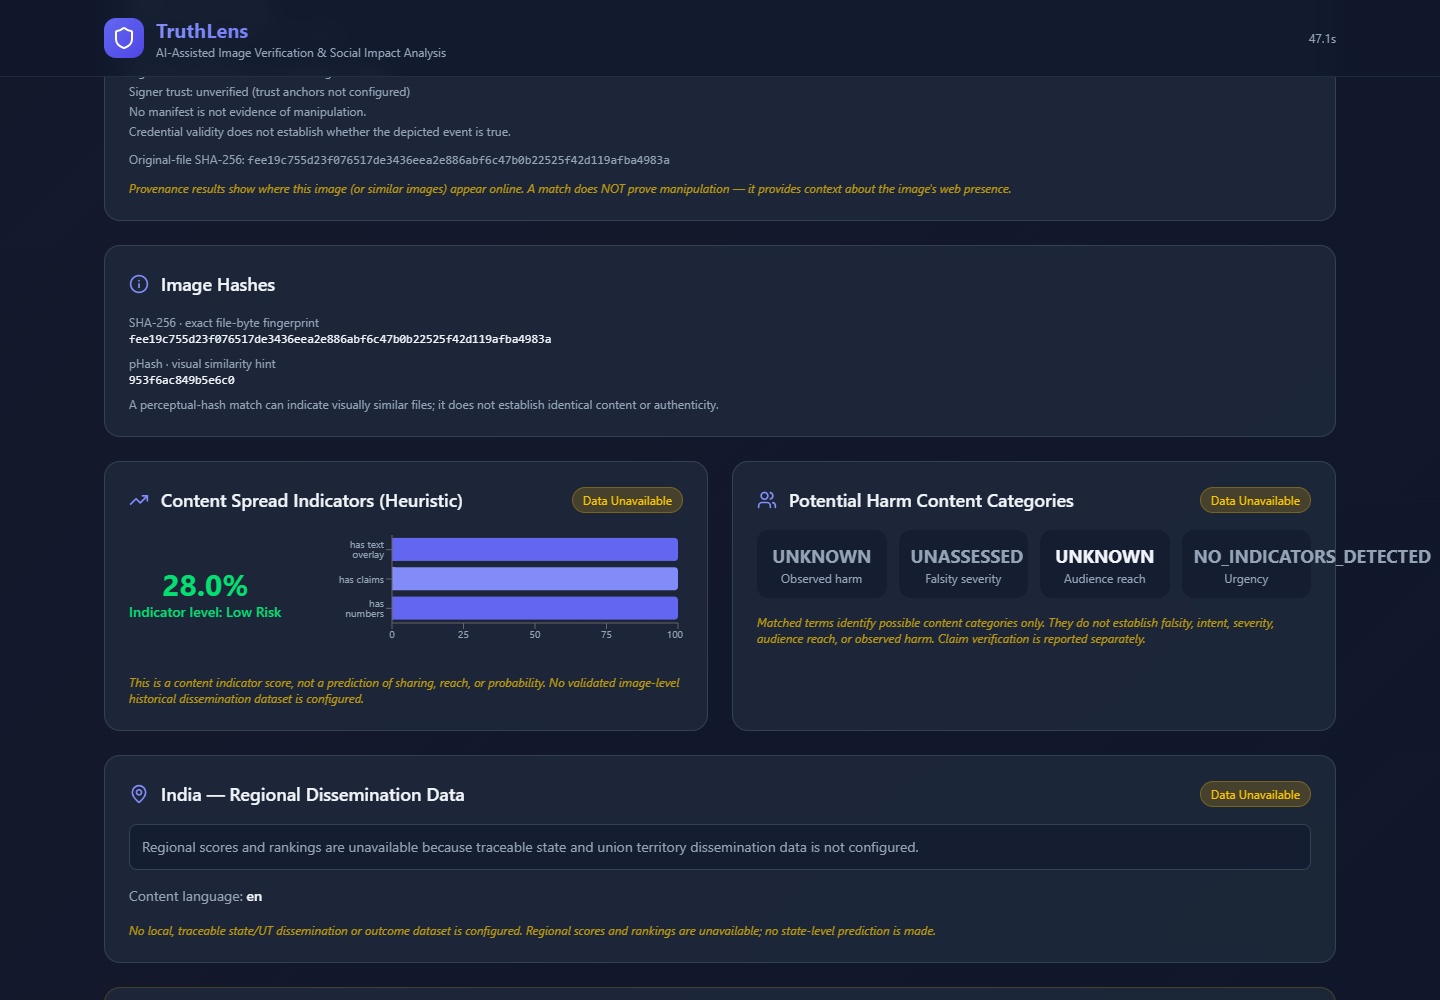 TruthLens
AI-Assisted Image Verification & Social Impact Analysis
47.1s
Signer trust: unverified (trust anchors not configured)
No manifest is not evidence of manipulation.
Credential validity does not establish whether the depicted event is true.
Original-file SHA-256: fee19c755d23f076517de3436eea2e886abf6c47b0b22525f42d119afba4983a
Provenance results show where this image (or similar images) appear online. A match does NOT prove manipulation — it provides context about the image's web presence.
Image Hashes
SHA-256 · exact file-byte fingerprint
fee19c755d23f076517de3436eea2e886abf6c47b0b22525f42d119afba4983a
pHash · visual similarity hint
953f6ac849b5e6c0
A perceptual-hash match can indicate visually similar files; it does not establish identical content or authenticity.
Content Spread Indicators (Heuristic)
Data Unavailable
28.0%
Indicator level: Low Risk
has text
overlay
has claims
has
numbers
0 25 50 75 100
This is a content indicator score, not a prediction of sharing, reach, or probability. No validated image-level
historical dissemination dataset is configured.
Potential Harm Content Categories
Data Unavailable
UNKNOWN
Observed harm
UNASSESSED
Falsity severity
UNKNOWN
Audience reach
NO_INDICATORS_DETECTED
Urgency
Matched terms identify possible content categories only. They do not establish falsity, intent, severity,
audience reach, or observed harm. Claim verification is reported separately.
India — Regional Dissemination Data
Data Unavailable
Regional scores and rankings are unavailable because traceable state and union territory dissemination data is not configured.
Content language: en
No local, traceable state/UT dissemination or outcome dataset is configured. Regional scores and rankings are unavailable; no state-level prediction is made.